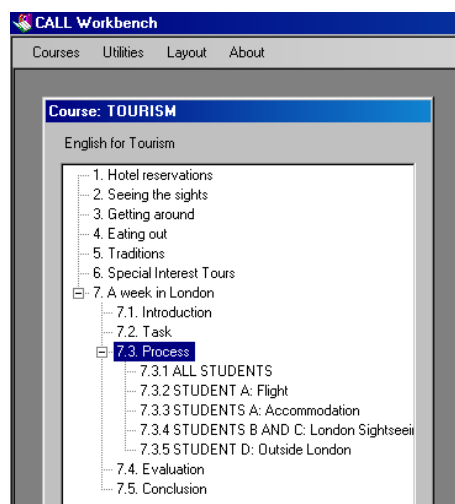 CALL Workbench
Courses Utilities Layout About
Course: TOURISM
English for Tourism
1. Hotel reservations
2. Seeing the sights
3. Getting around
4. Eating out
5. Traditions
6. Special Interest Tours
7. A week in London
7.1. Introduction
7.2. Task
7.3. Process
7.3.1 ALL STUDENTS
7.3.2 STUDENT A: Flight
7.3.3 STUDENTS A: Accommodation
7.3.4 STUDENTS B AND C: London Sightseei
7.3.5 STUDENT D: Outside London
7.4. Evaluation
7.5. Conclusion